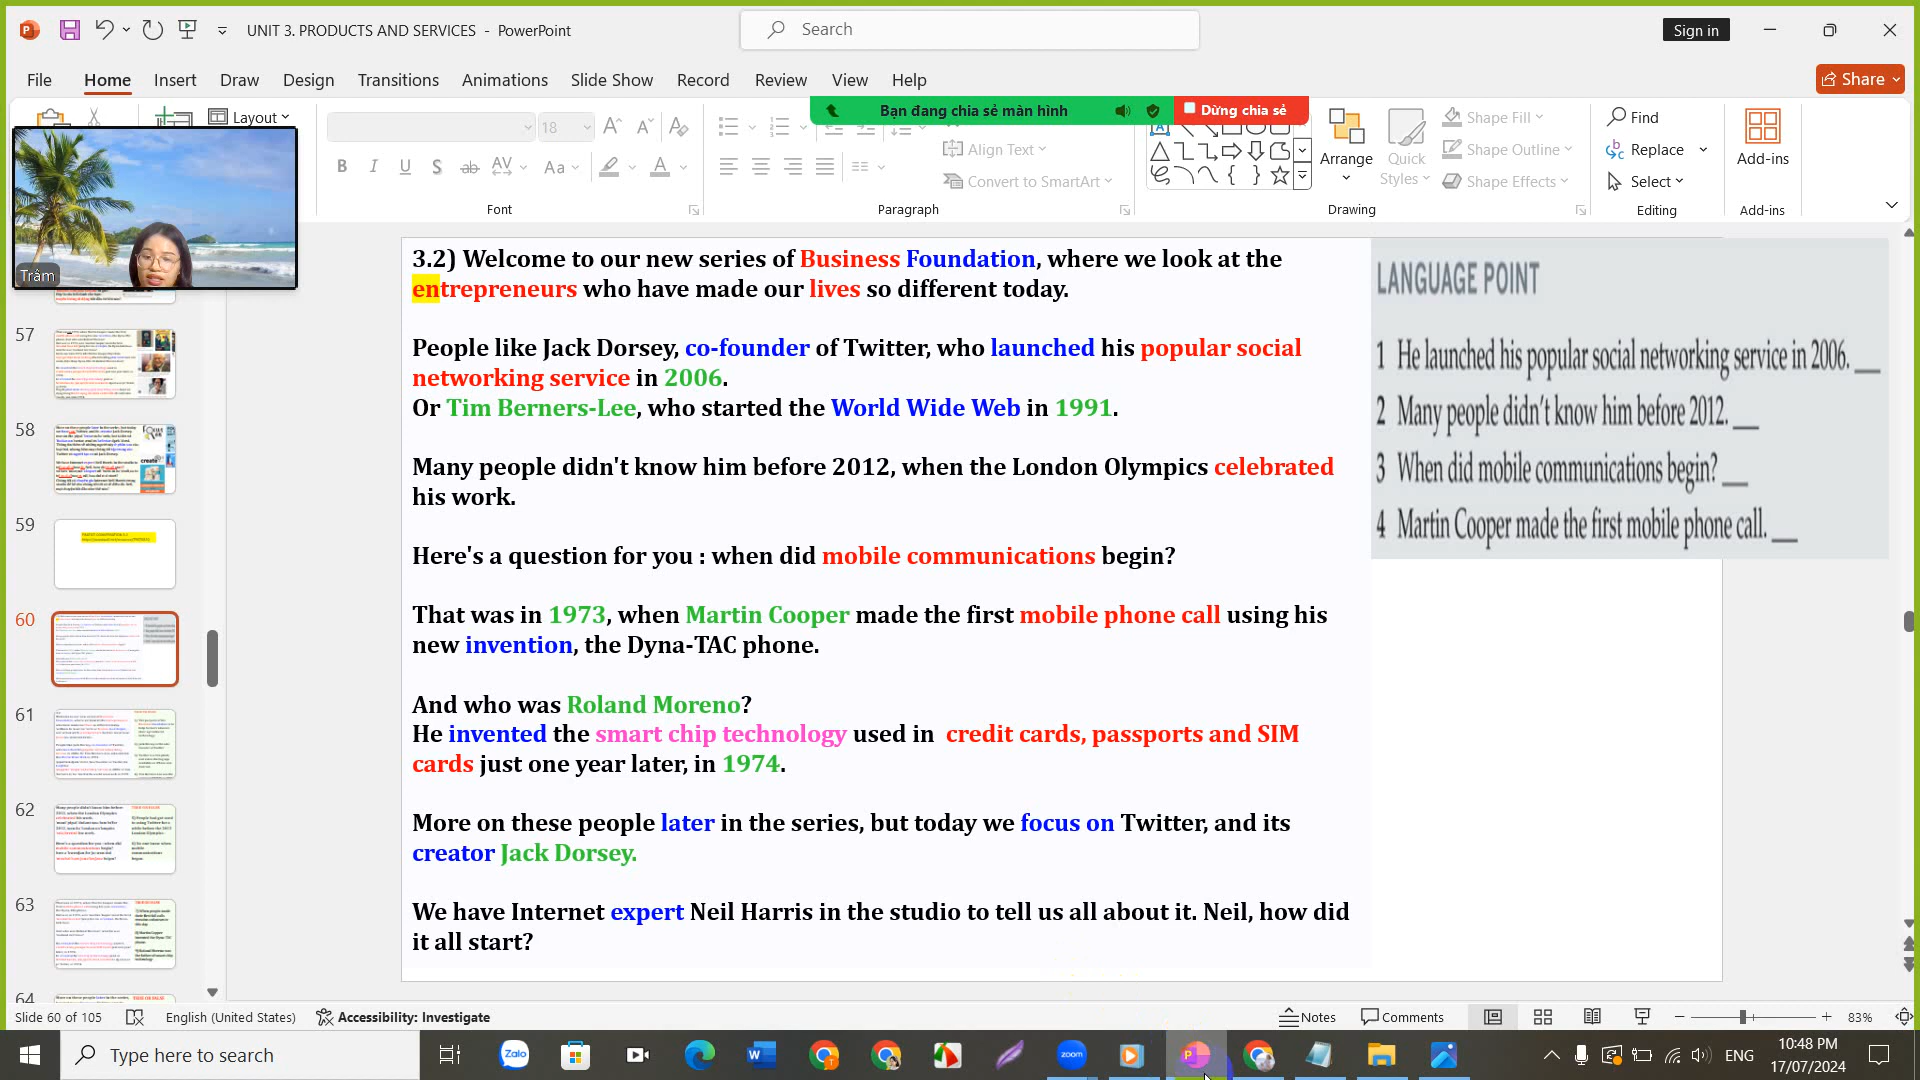 UNIT 3. PRODUCTS AND SERVICES - PowerPoint
Search
Sign in
File Home Insert Draw Design Transitions Animations Slide Show Record Review View Help
Share
Bạn đang chia sẻ màn hình
Dừng chia sẻ
Layout
18
Align Text
Convert to SmartArt
Arrange
Quick
Styles
Shape Fill
Shape Outline
Shape Effects
Find
Replace
Select
Add-ins
Font
Paragraph
Drawing
Editing
Add-ins
Trâm
57
58
59
60
61
62
63
64
3.2) Welcome to our new series of Business Foundation, where we look at the
entrepreneurs who have made our lives so different today.
People like Jack Dorsey, co-founder of Twitter, who launched his popular social
networking service in 2006.
Or Tim Berners-Lee, who started the World Wide Web in 1991.
Many people didn't know him before 2012, when the London Olympics celebrated
his work.
Here's a question for you : when did mobile communications begin?
That was in 1973, when Martin Cooper made the first mobile phone call using his
new invention, the Dyna-TAC phone.
And who was Roland Moreno?
He invented the smart chip technology used in credit cards, passports and SIM
cards just one year later, in 1974.
More on these people later in the series, but today we focus on Twitter, and its
creator Jack Dorsey.
We have Internet expert Neil Harris in the studio to tell us all about it. Neil, how did
it all start?
LANGUAGE POINT
1 He launched his popular social networking service in 2006. __
2 Many people didn't know him before 2012. __
3 When did mobile communications begin? __
4 Martin Cooper made the first mobile phone call. __
Slide 60 of 105
English (United States)
Accessibility: Investigate
Notes
Comments
83%
Type here to search
Zalo
zoom
ENG
10:48 PM
17/07/2024